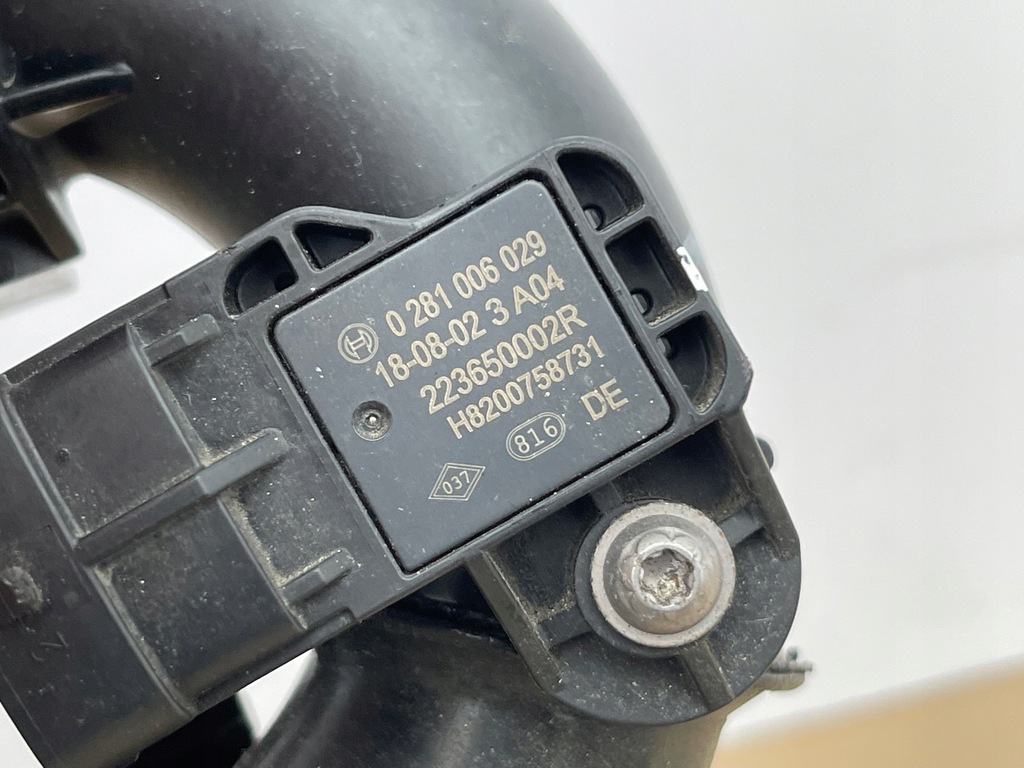 0 281 006 029
18-08-02 3 A04
223650002R
H8200758731
816 DE
037